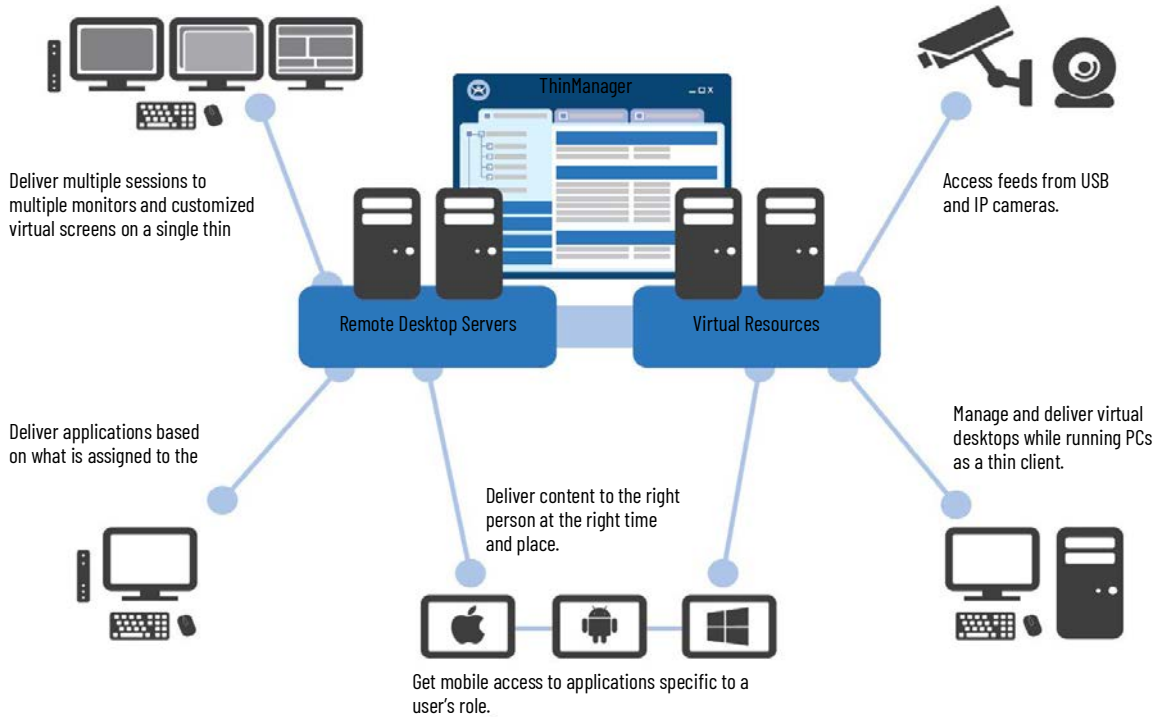 ThinManager
Deliver multiple sessions to
multiple monitors and customized
virtual screens on a single thin
Access feeds from USB
and IP cameras.
Remote Desktop Servers
Virtual Resources
Deliver applications based
on what is assigned to the
Manage and deliver virtual
desktops while running PCs
as a thin client.
Deliver content to the right
person at the right time
and place.
Get mobile access to applications specific to a
user's role.